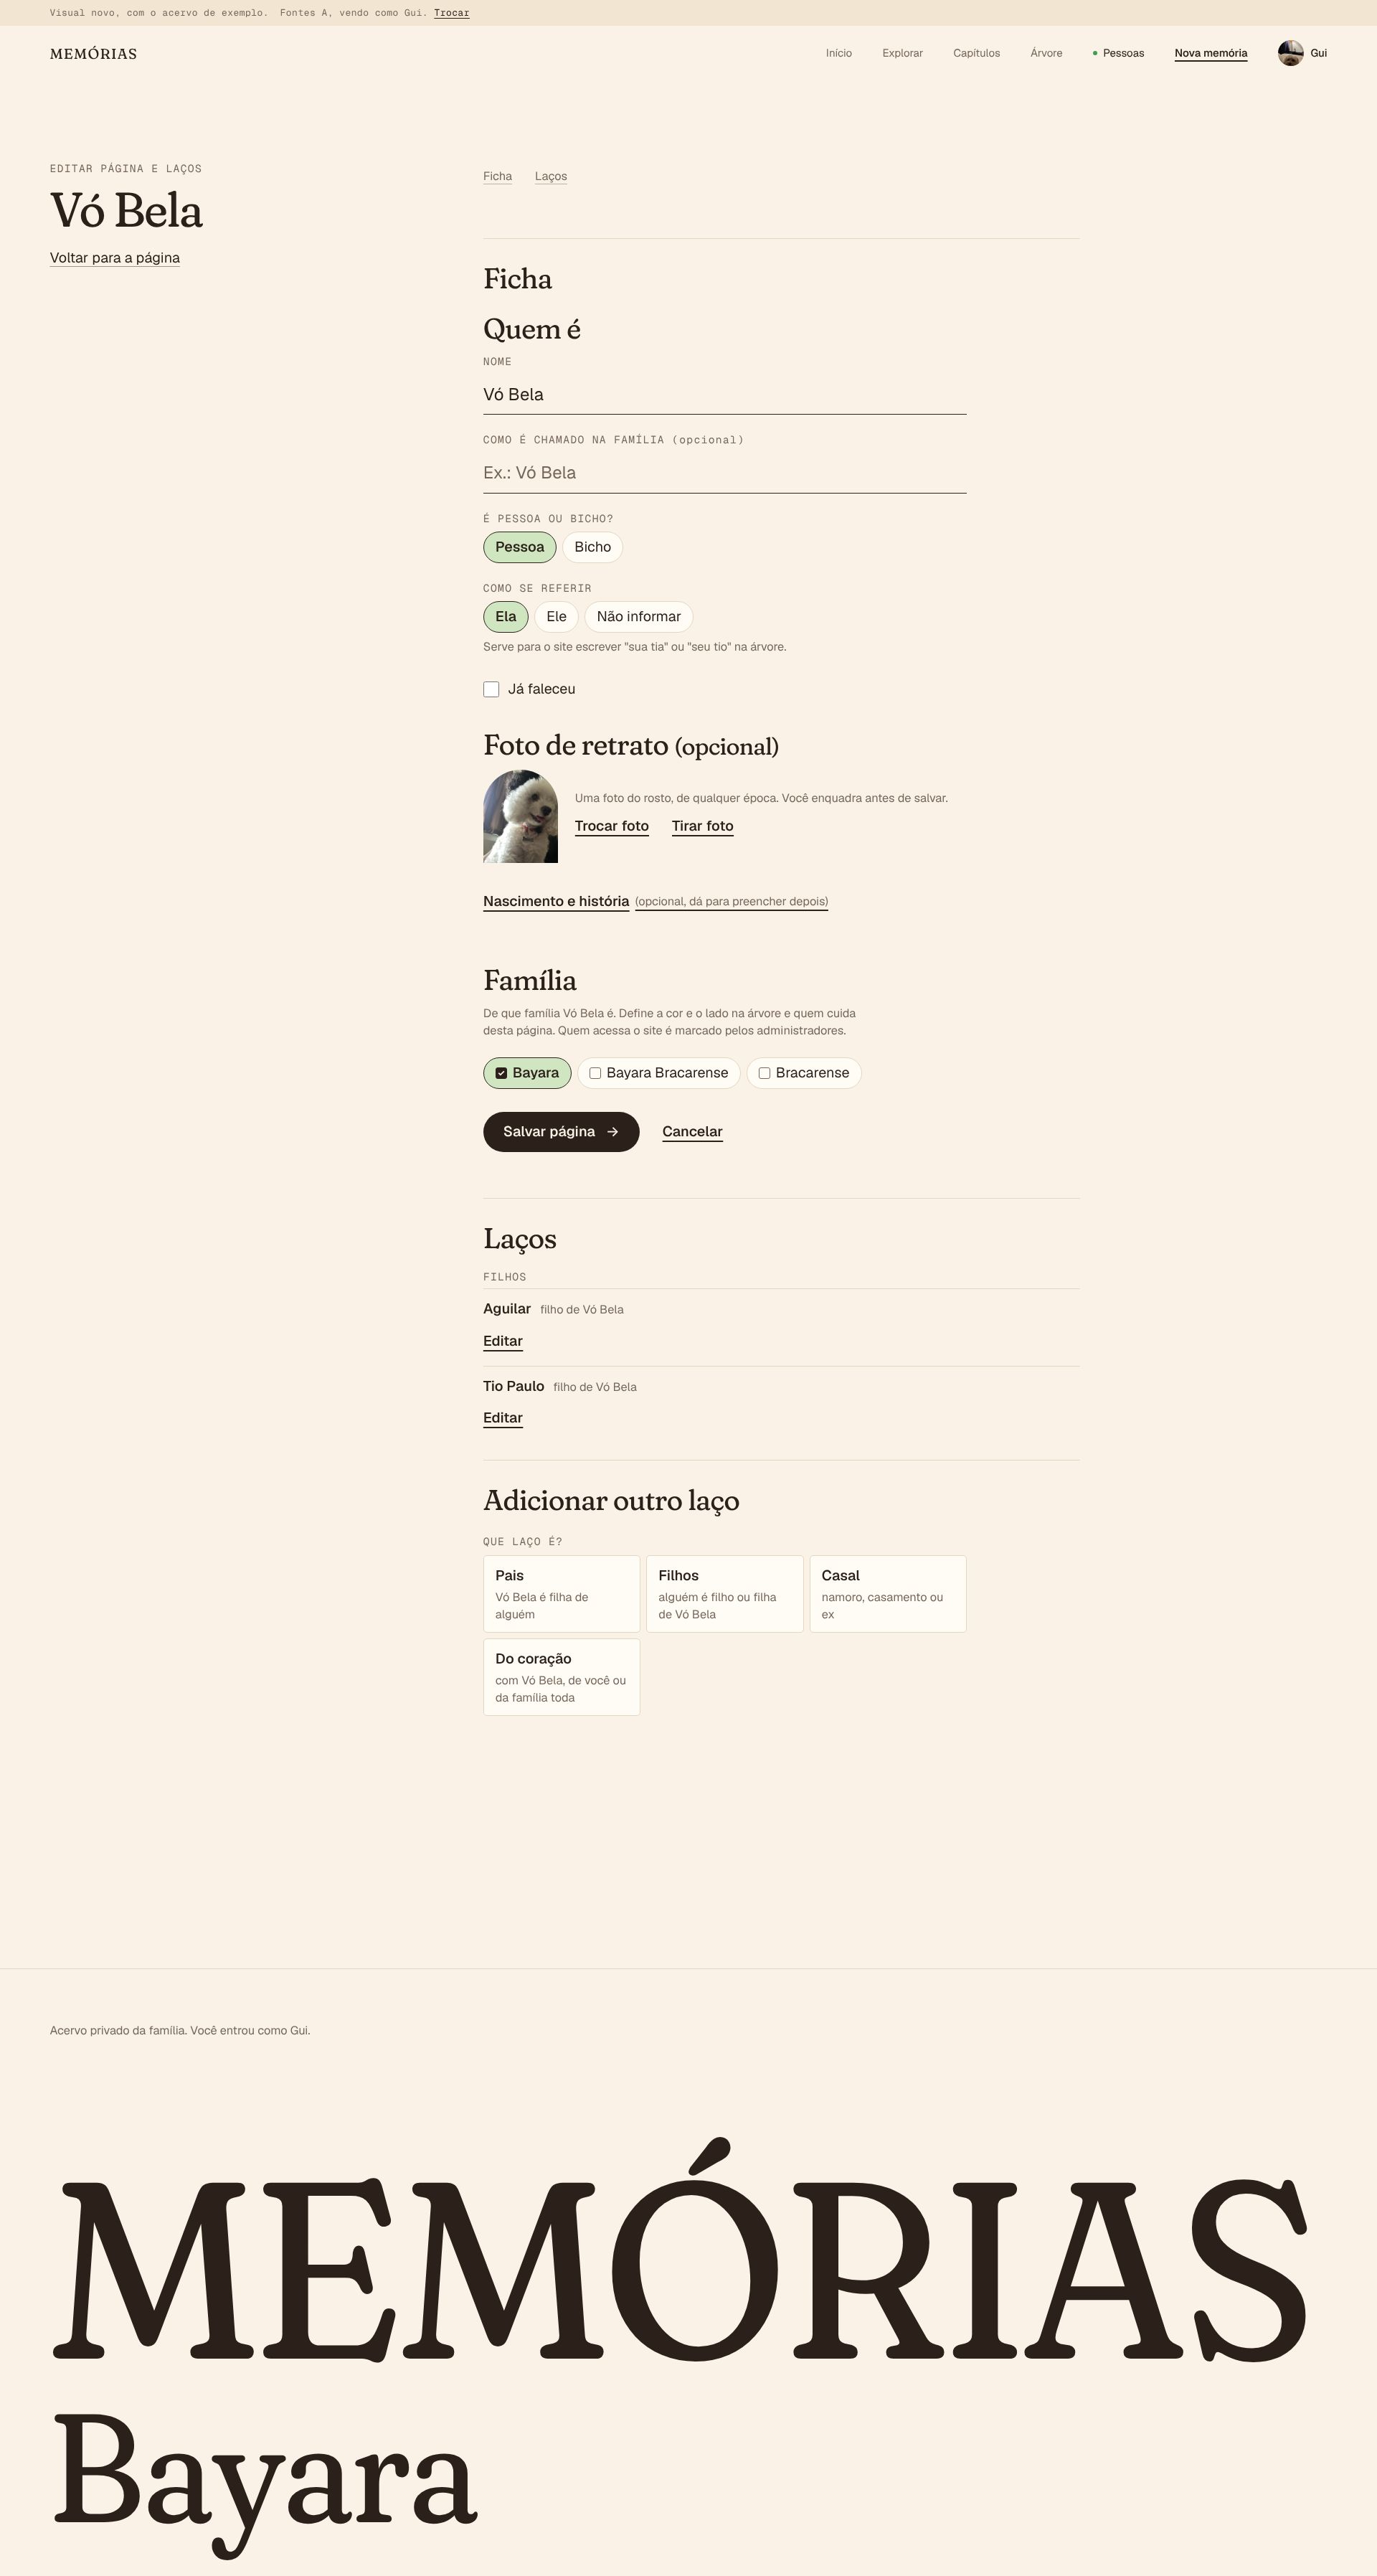 Visual novo, com o acervo de exemplo. Fontes A, vendo como Gui. Trocar
MEMÓRIAS
Início Explorar Capítulos Árvore Pessoas Nova memória Gui
EDITAR PÁGINA E LAÇOS
Vó Bela
Voltar para a página
Ficha Laços
Ficha
Quem é
NOME
Vó Bela
COMO É CHAMADO NA FAMÍLIA (opcional)
Ex.: Vó Bela
É PESSOA OU BICHO?
Pessoa Bicho
COMO SE REFERIR
Ela Ele Não informar
Serve para o site escrever "sua tia" ou "seu tio" na árvore.
Já faleceu
Foto de retrato (opcional)
Uma foto do rosto, de qualquer época. Você enquadra antes de salvar.
Trocar foto Tirar foto
Nascimento e história (opcional, dá para preencher depois)
Família
De que família Vó Bela é. Define a cor e o lado na árvore e quem cuida
desta página. Quem acessa o site é marcado pelos administradores.
Bayara Bayara Bracarense Bracarense
Salvar página → Cancelar
Laços
FILHOS
Aguilar filho de Vó Bela
Editar
Tio Paulo filho de Vó Bela
Editar
Adicionar outro laço
QUE LAÇO É?
Pais
Vó Bela é filha de
alguém
Filhos
alguém é filho ou filha
de Vó Bela
Casal
namoro, casamento ou
ex
Do coração
com Vó Bela, de você ou
da família toda
Acervo privado da família. Você entrou como Gui.
MEMÓRIAS
Bayara